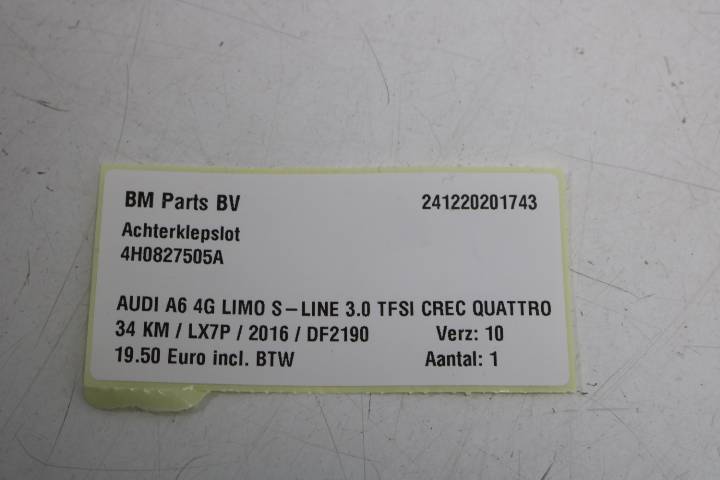 BM Parts BV 241220201743
Achterklepslot
4H0827505A
AUDI A6 4G LIMO S-LINE 3.0 TFSI CREC QUATTRO
34 KM / LX7P / 2016 / DF2190 Verz: 10
19.50 Euro incl. BTW Aantal: 1